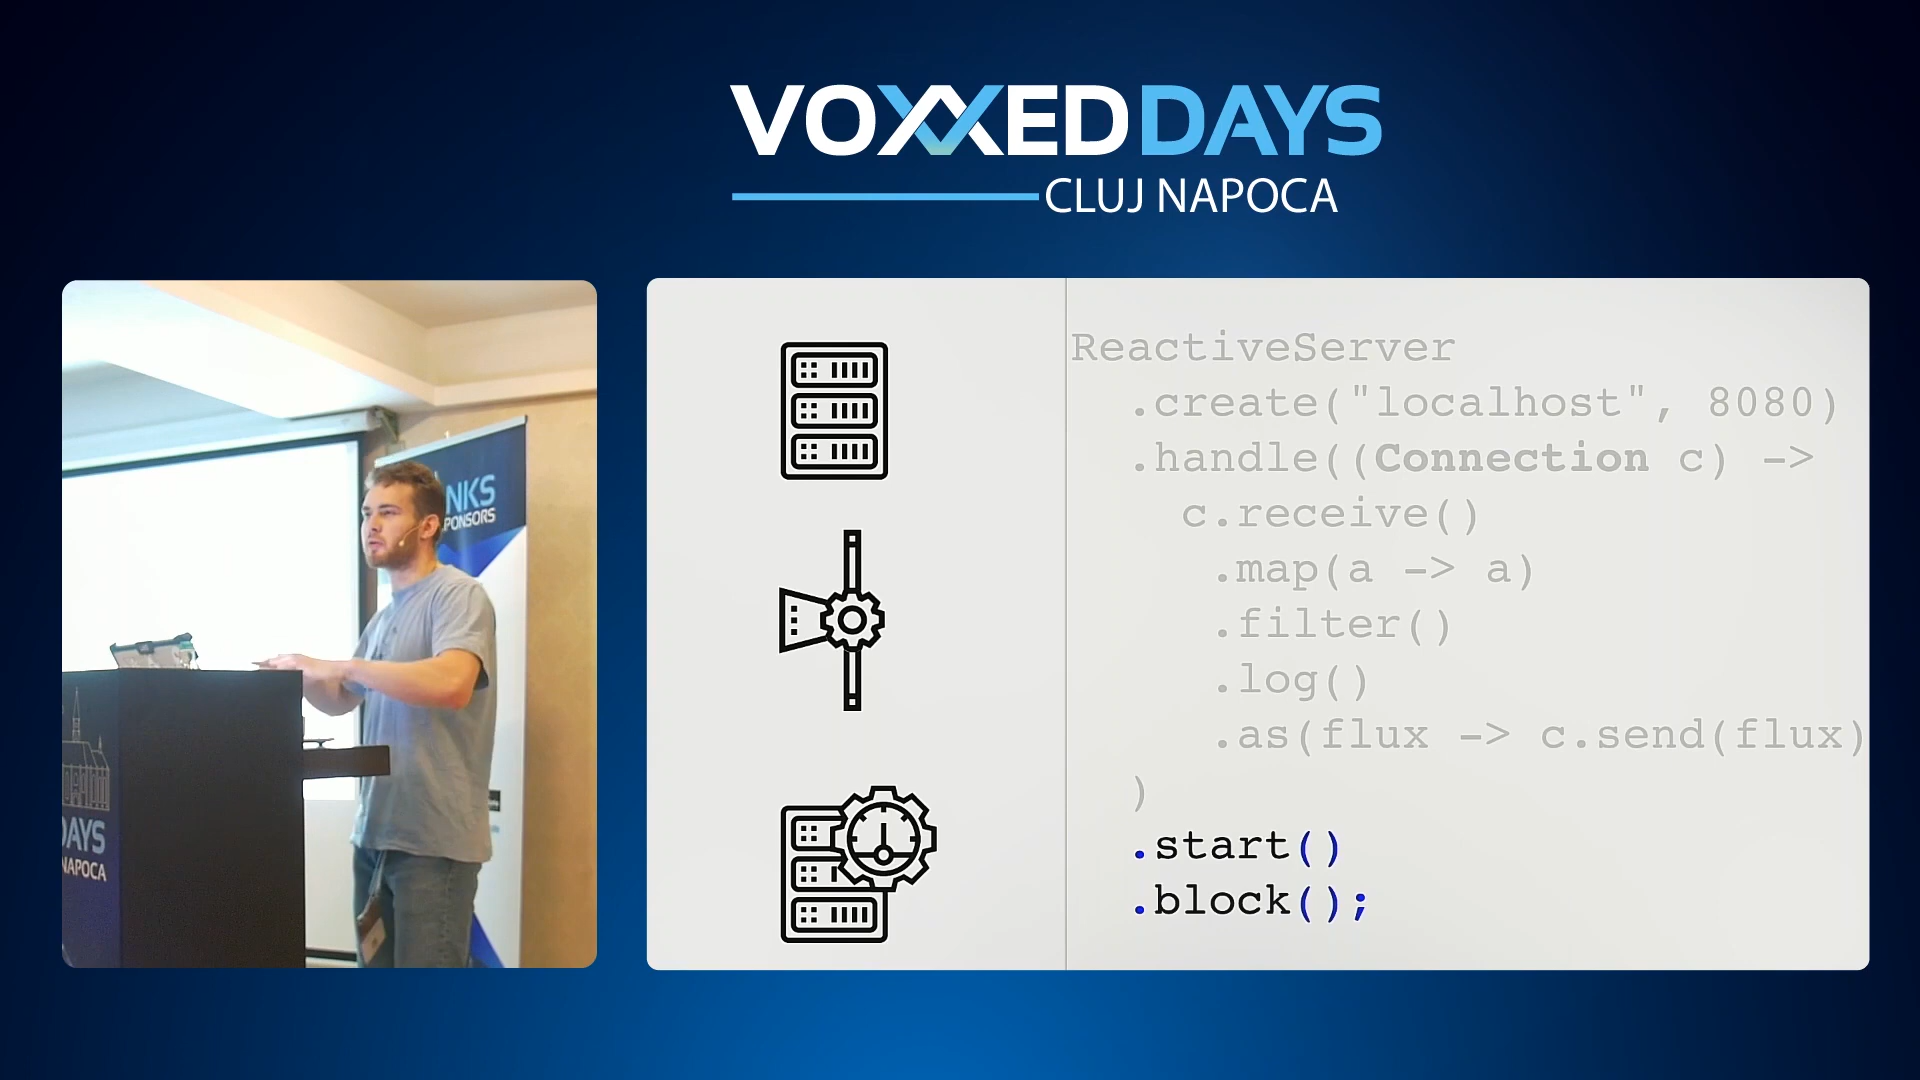 VOXXEDDAYS
CLUJ NAPOCA
NKS
PONSORS
DAYS
NAPOCA
ReactiveServer
.create("localhost", 8080)
.handle((Connection c) ->
c.receive()
.map(a -> a)
.filter()
.log()
.as(flux -> c.send(flux)
)
.start()
.block();